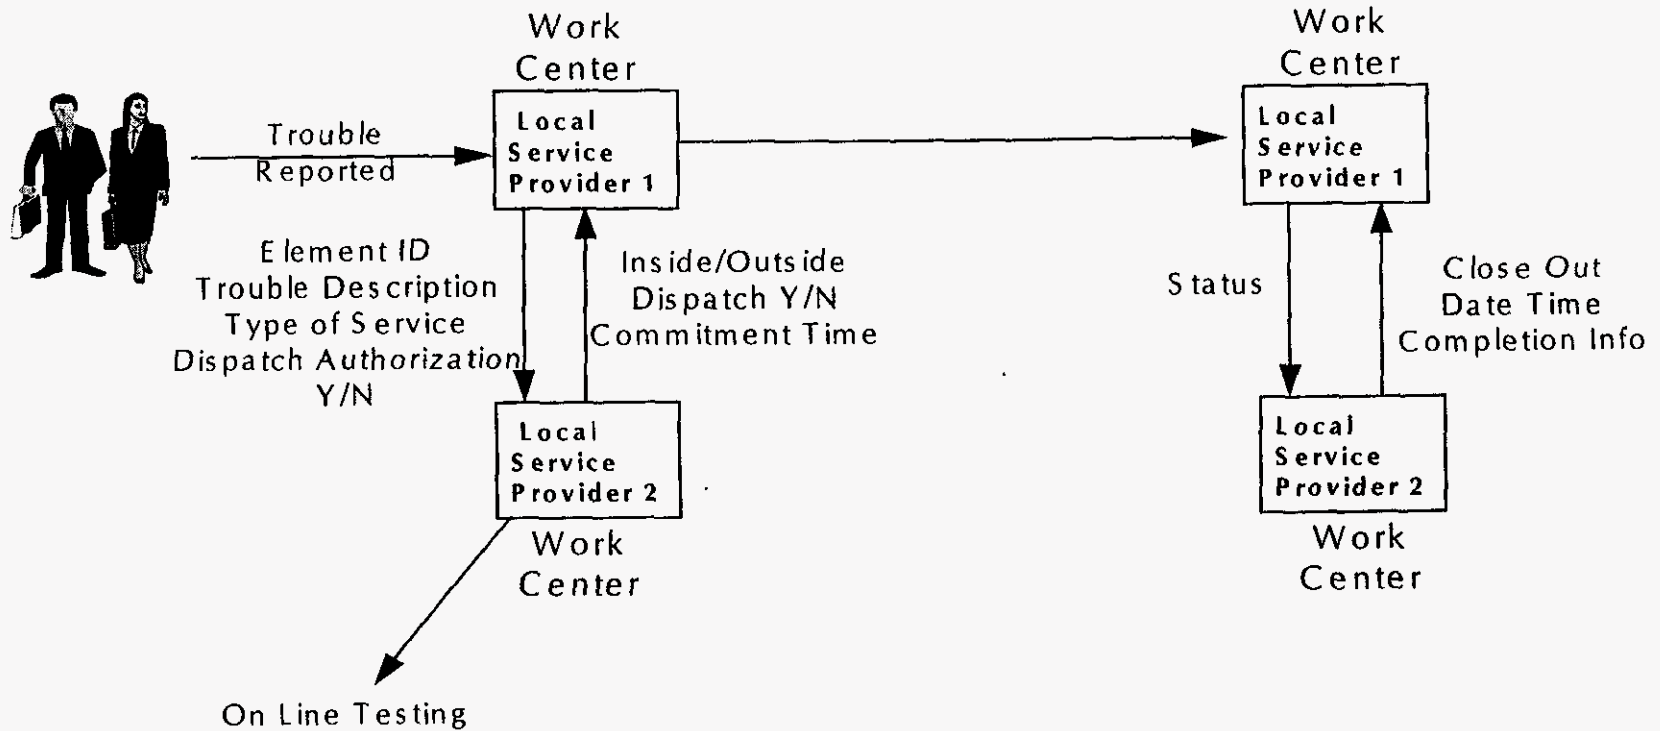 Work
Center
Local
Service
Provider 1
Work
Center
Local
Service
Provider 1
Trouble
Reported
Element ID
Trouble Description
Type of Service
Dispatch Authorization
Y/N
Inside/Outside
Dispatch Y/N
Commitment Time
Status
Close Out
Date Time
Completion Info
Local
Service
Provider 2
Work
Center
Local
Service
Provider 2
Work
Center
On Line Testing